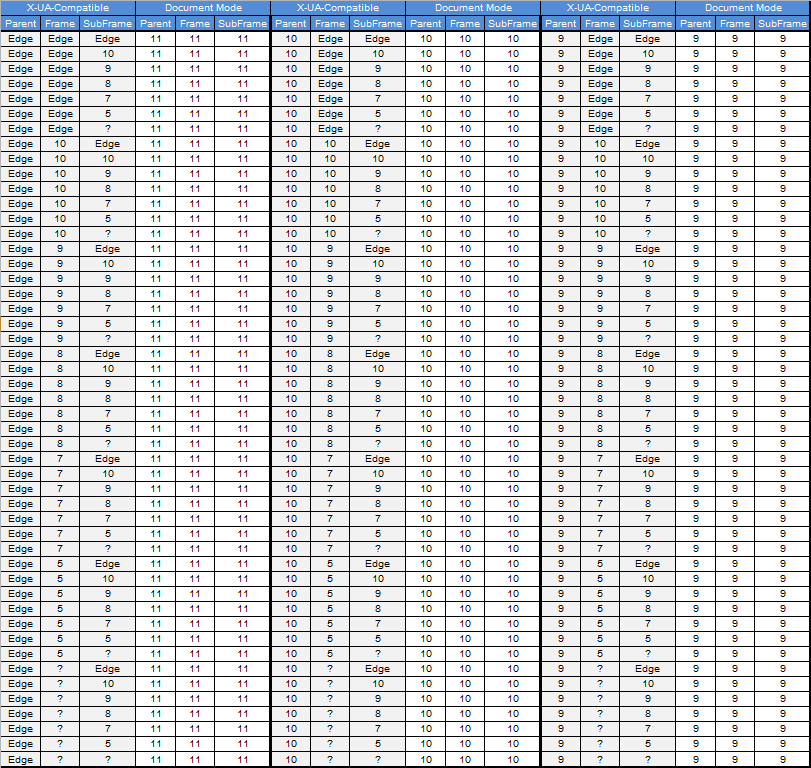 X-UA-Compatible Document Mode X-UA-Compatible Document Mode X-UA-Compatible Document Mode
Parent Frame SubFrame Parent Frame SubFrame Parent Frame SubFrame Parent Frame SubFrame Parent Frame SubFrame Parent Frame SubFrame
Edge Edge Edge 11 11 11 10 Edge Edge 10 10 10 9 Edge Edge 9 9 9
Edge Edge 10 11 11 11 10 Edge 10 10 10 10 9 Edge 10 9 9 9
Edge Edge 9 11 11 11 10 Edge 9 10 10 10 9 Edge 9 9 9 9
Edge Edge 8 11 11 11 10 Edge 8 10 10 10 9 Edge 8 9 9 9
Edge Edge 7 11 11 11 10 Edge 7 10 10 10 9 Edge 7 9 9 9
Edge Edge 5 11 11 11 10 Edge 5 10 10 10 9 Edge 5 9 9 9
Edge Edge ? 11 11 11 10 Edge ? 10 10 10 9 Edge ? 9 9 9
Edge 10 Edge 11 11 11 10 10 Edge 10 10 10 9 10 Edge 9 9 9
Edge 10 10 11 11 11 10 10 10 10 10 10 9 10 10 9 9 9
Edge 10 9 11 11 11 10 10 9 10 10 10 9 10 9 9 9 9
Edge 10 8 11 11 11 10 10 8 10 10 10 9 10 8 9 9 9
Edge 10 7 11 11 11 10 10 7 10 10 10 9 10 7 9 9 9
Edge 10 5 11 11 11 10 10 5 10 10 10 9 10 5 9 9 9
Edge 10 ? 11 11 11 10 10 ? 10 10 10 9 10 ? 9 9 9
Edge 9 Edge 11 11 11 10 9 Edge 10 10 10 9 9 Edge 9 9 9
Edge 9 10 11 11 11 10 9 10 10 10 10 9 9 10 9 9 9
Edge 9 9 11 11 11 10 9 9 10 10 10 9 9 9 9 9 9
Edge 9 8 11 11 11 10 9 8 10 10 10 9 9 8 9 9 9
Edge 9 7 11 11 11 10 9 7 10 10 10 9 9 7 9 9 9
Edge 9 5 11 11 11 10 9 5 10 10 10 9 9 5 9 9 9
Edge 9 ? 11 11 11 10 9 ? 10 10 10 9 9 ? 9 9 9
Edge 8 Edge 11 11 11 10 8 Edge 10 10 10 9 8 Edge 9 9 9
Edge 8 10 11 11 11 10 8 10 10 10 10 9 8 10 9 9 9
Edge 8 9 11 11 11 10 8 9 10 10 10 9 8 9 9 9 9
Edge 8 8 11 11 11 10 8 8 10 10 10 9 8 8 9 9 9
Edge 8 7 11 11 11 10 8 7 10 10 10 9 8 7 9 9 9
Edge 8 5 11 11 11 10 8 5 10 10 10 9 8 5 9 9 9
Edge 8 ? 11 11 11 10 8 ? 10 10 10 9 8 ? 9 9 9
Edge 7 Edge 11 11 11 10 7 Edge 10 10 10 9 7 Edge 9 9 9
Edge 7 10 11 11 11 10 7 10 10 10 10 9 7 10 9 9 9
Edge 7 9 11 11 11 10 7 9 10 10 10 9 7 9 9 9 9
Edge 7 8 11 11 11 10 7 8 10 10 10 9 7 8 9 9 9
Edge 7 7 11 11 11 10 7 7 10 10 10 9 7 7 9 9 9
Edge 7 5 11 11 11 10 7 5 10 10 10 9 7 5 9 9 9
Edge 7 ? 11 11 11 10 7 ? 10 10 10 9 7 ? 9 9 9
Edge 5 Edge 11 11 11 10 5 Edge 10 10 10 9 5 Edge 9 9 9
Edge 5 10 11 11 11 10 5 10 10 10 10 9 5 10 9 9 9
Edge 5 9 11 11 11 10 5 9 10 10 10 9 5 9 9 9 9
Edge 5 8 11 11 11 10 5 8 10 10 10 9 5 8 9 9 9
Edge 5 7 11 11 11 10 5 7 10 10 10 9 5 7 9 9 9
Edge 5 5 11 11 11 10 5 5 10 10 10 9 5 5 9 9 9
Edge 5 ? 11 11 11 10 5 ? 10 10 10 9 5 ? 9 9 9
Edge ? Edge 11 11 11 10 ? Edge 10 10 10 9 ? Edge 9 9 9
Edge ? 10 11 11 11 10 ? 10 10 10 10 9 ? 10 9 9 9
Edge ? 9 11 11 11 10 ? 9 10 10 10 9 ? 9 9 9 9
Edge ? 8 11 11 11 10 ? 8 10 10 10 9 ? 8 9 9 9
Edge ? 7 11 11 11 10 ? 7 10 10 10 9 ? 7 9 9 9
Edge ? 5 11 11 11 10 ? 5 10 10 10 9 ? 5 9 9 9
Edge ? ? 11 11 11 10 ? ? 10 10 10 9 ? ? 9 9 9